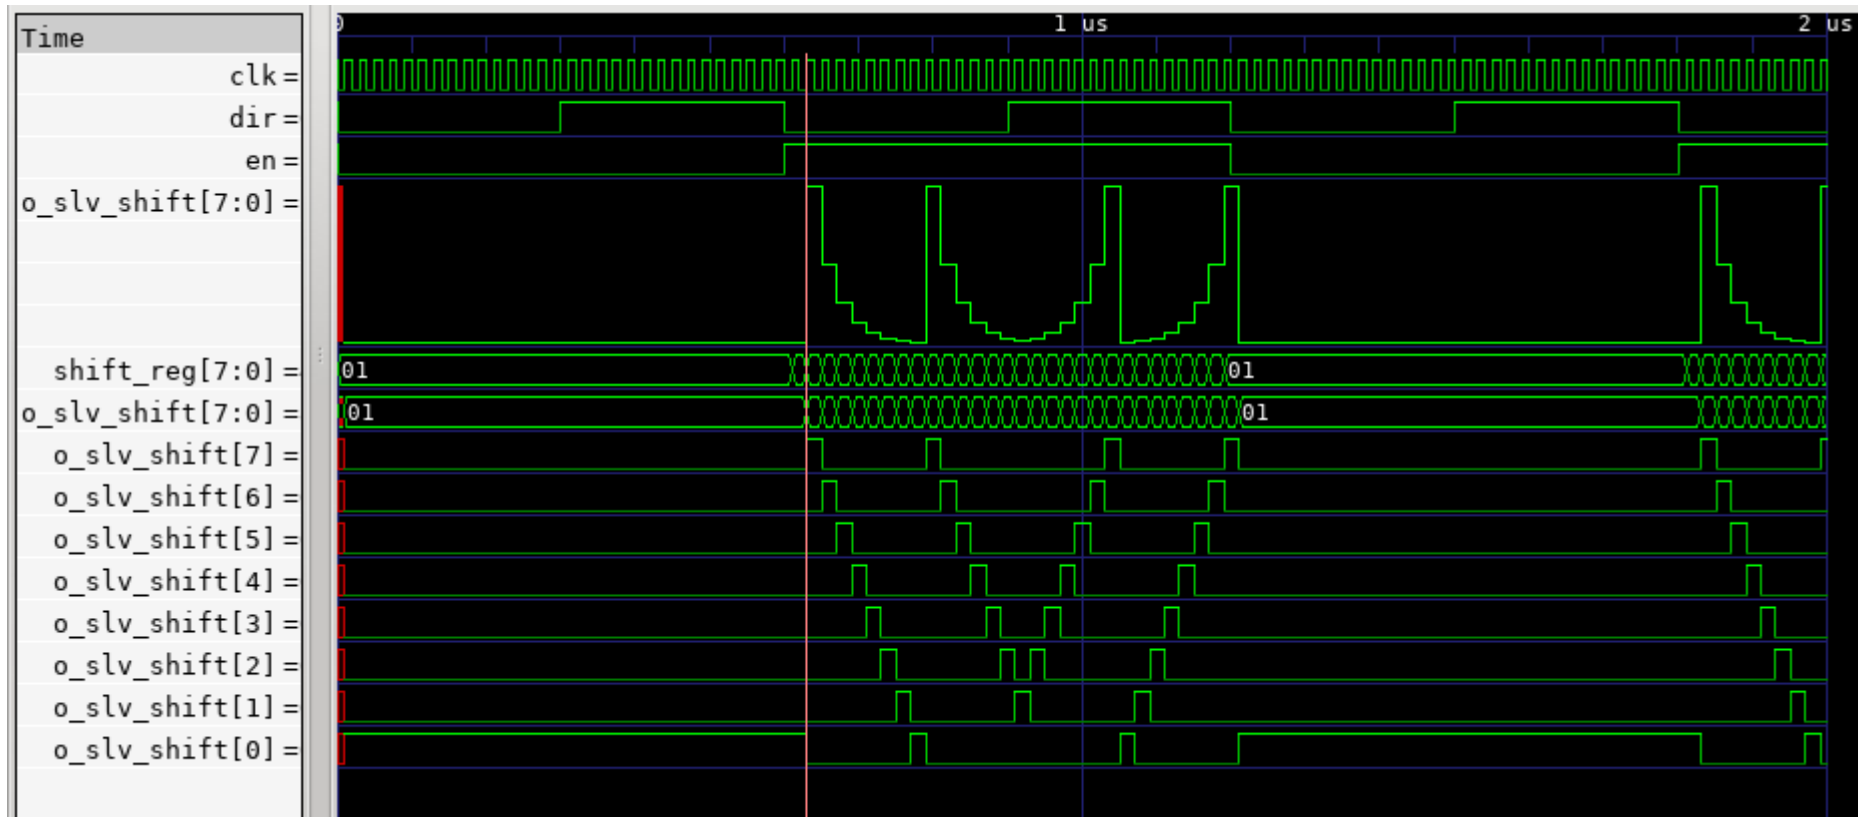 Time
0 1 us 2 us
clk =
dir =
en =
o_slv_shift[7:0] =
shift_reg[7:0] = 01 01
o_slv_shift[7:0] = 01 01
o_slv_shift[7] =
o_slv_shift[6] =
o_slv_shift[5] =
o_slv_shift[4] =
o_slv_shift[3] =
o_slv_shift[2] =
o_slv_shift[1] =
o_slv_shift[0] =